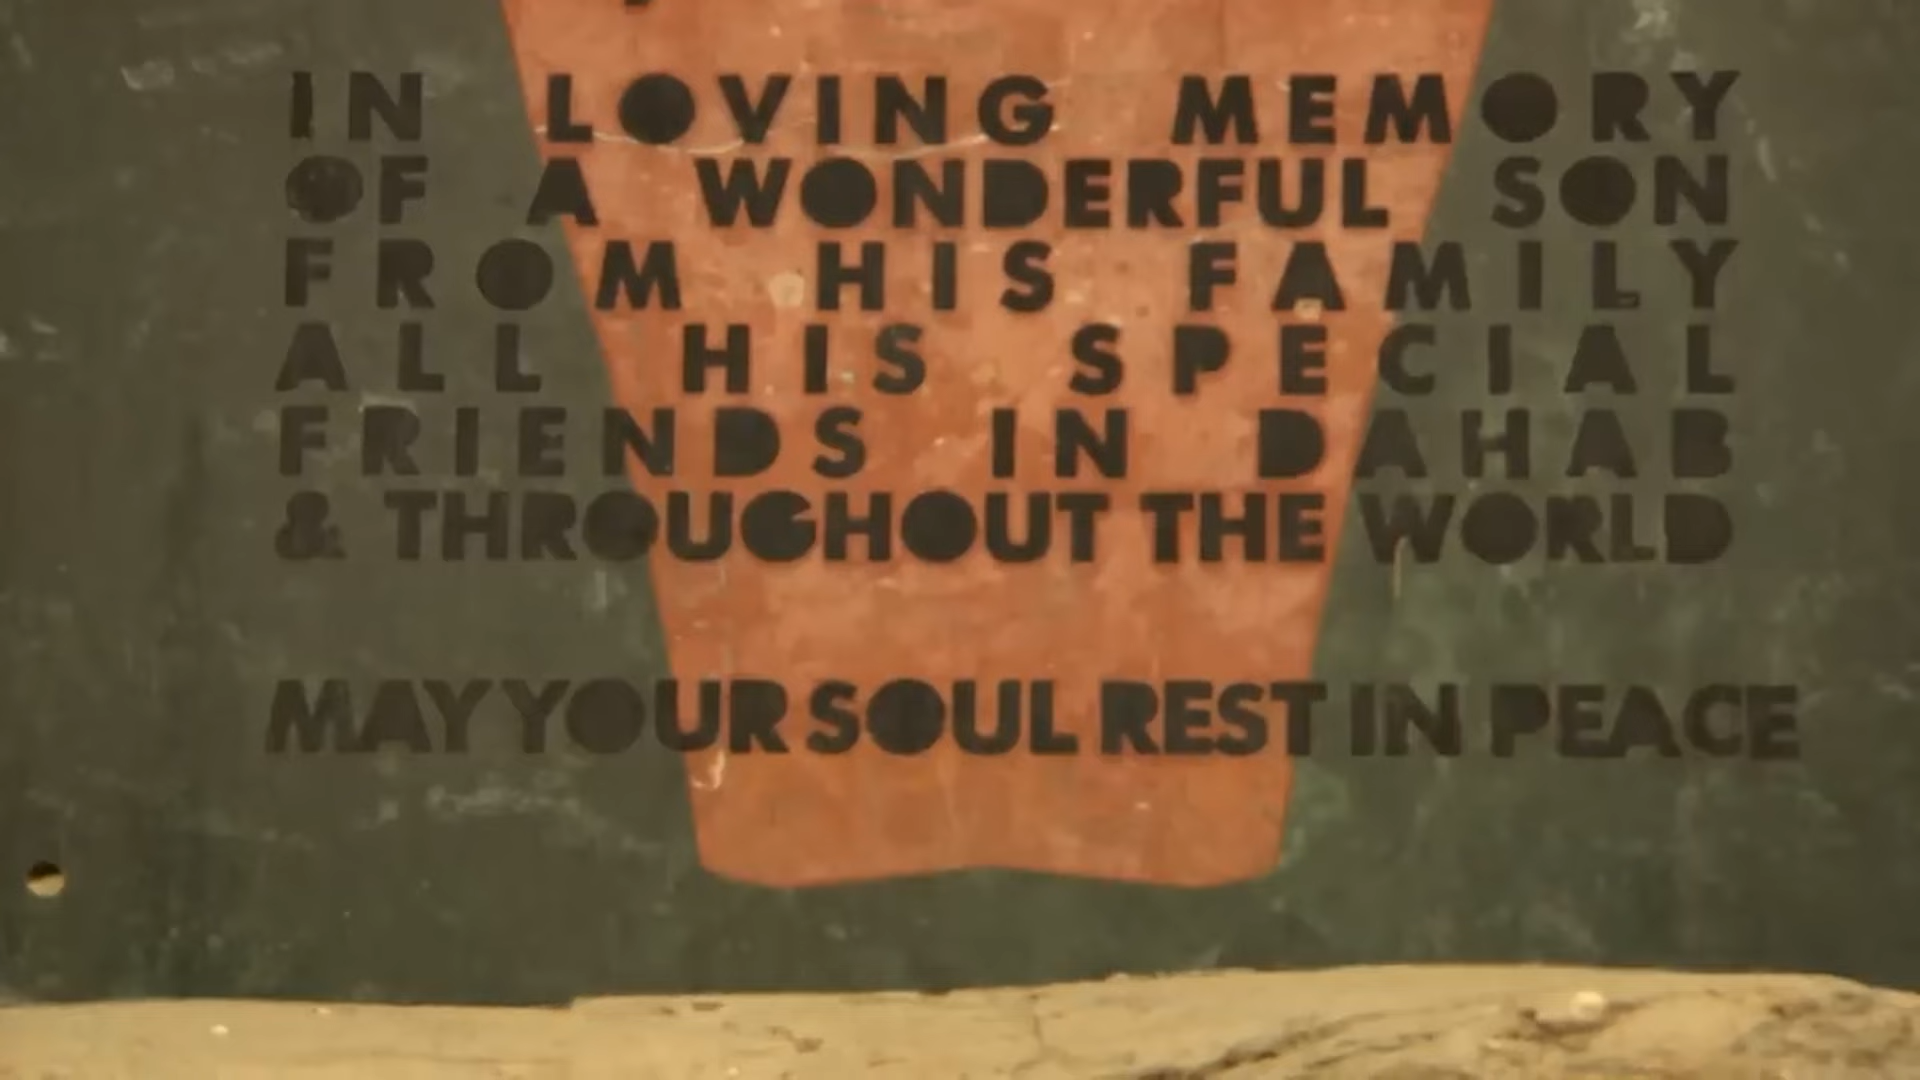 IN LOVING MEMORY
OF A WONDERFUL SON
FROM HIS FAMILY
ALL HIS SPECIAL
FRIENDS IN DAHAB
& THROUGHOUT THE WORLD
MAY YOUR SOUL REST IN PEACE